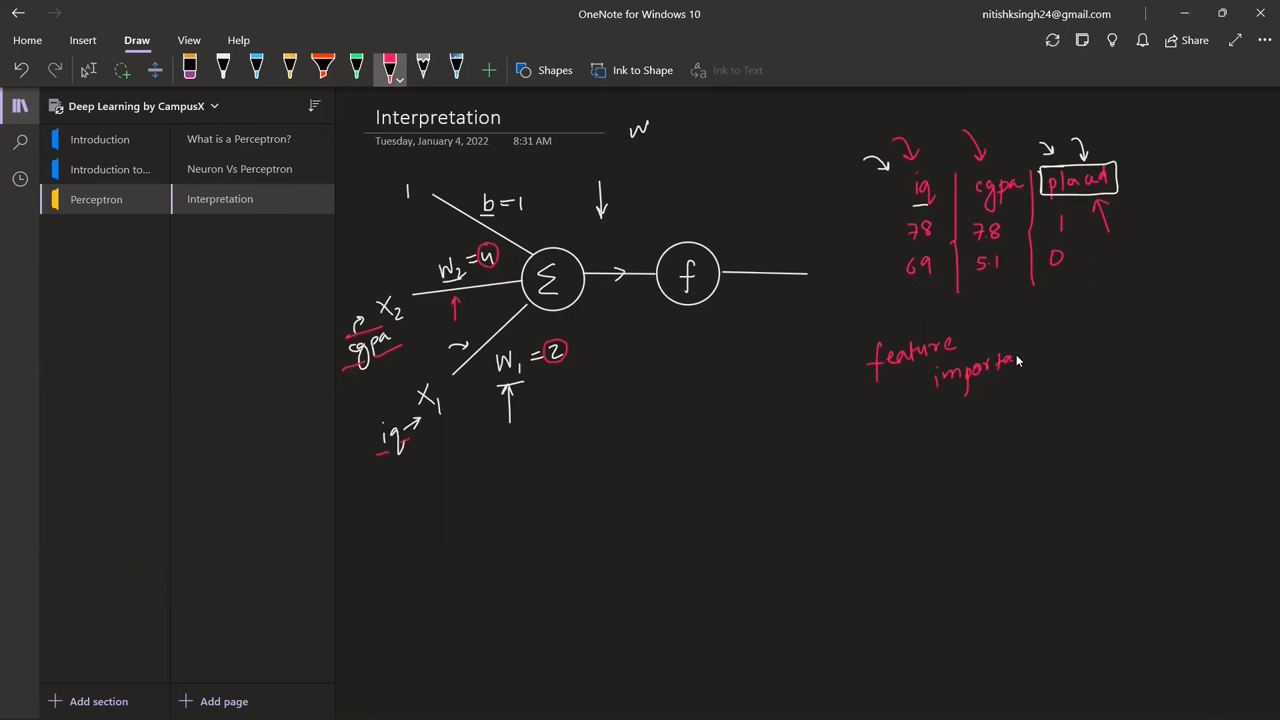 OneNote for Windows 10
nitishksingh24@gmail.com
Home Insert Draw View Help
Share
Shapes Ink to Shape Ink to Text
Deep Learning by CampusX
Introduction
Introduction to...
Perceptron
What is a Perceptron?
Neuron Vs Perceptron
Interpretation
Interpretation
Tuesday, January 4, 2022 8:31 AM
w
1
b=1
W2=4
X2
cgpa
W1=2
X1
iq
Σ
f
iq cgpa placed
78 7.8 1
69 5.1 0
feature
importa
Add section
Add page